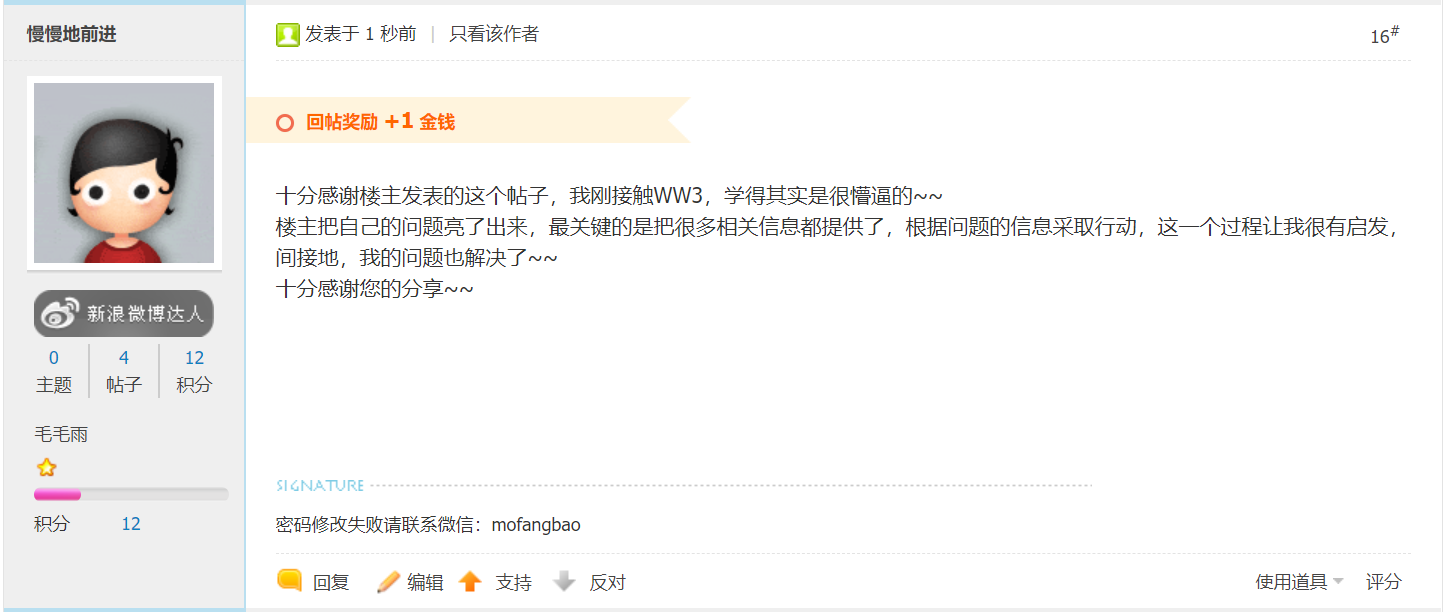 慢慢地前进
发表于 1 秒前 | 只看该作者
16#
回帖奖励 +1 金钱
十分感谢楼主发表的这个帖子，我刚接触WW3，学得其实是很懵逼的~~
楼主把自己的问题亮了出来，最关键的是把很多相关信息都提供了，根据问题的信息采取行动，这一个过程让我很有启发，
间接地，我的问题也解决了~~
十分感谢您的分享~~
新浪微博达人
0 4 12
主题 帖子 积分
毛毛雨
积分 12
SIGNATURE
密码修改失败请联系微信：mofangbao
回复 编辑 支持 反对 使用道具 评分